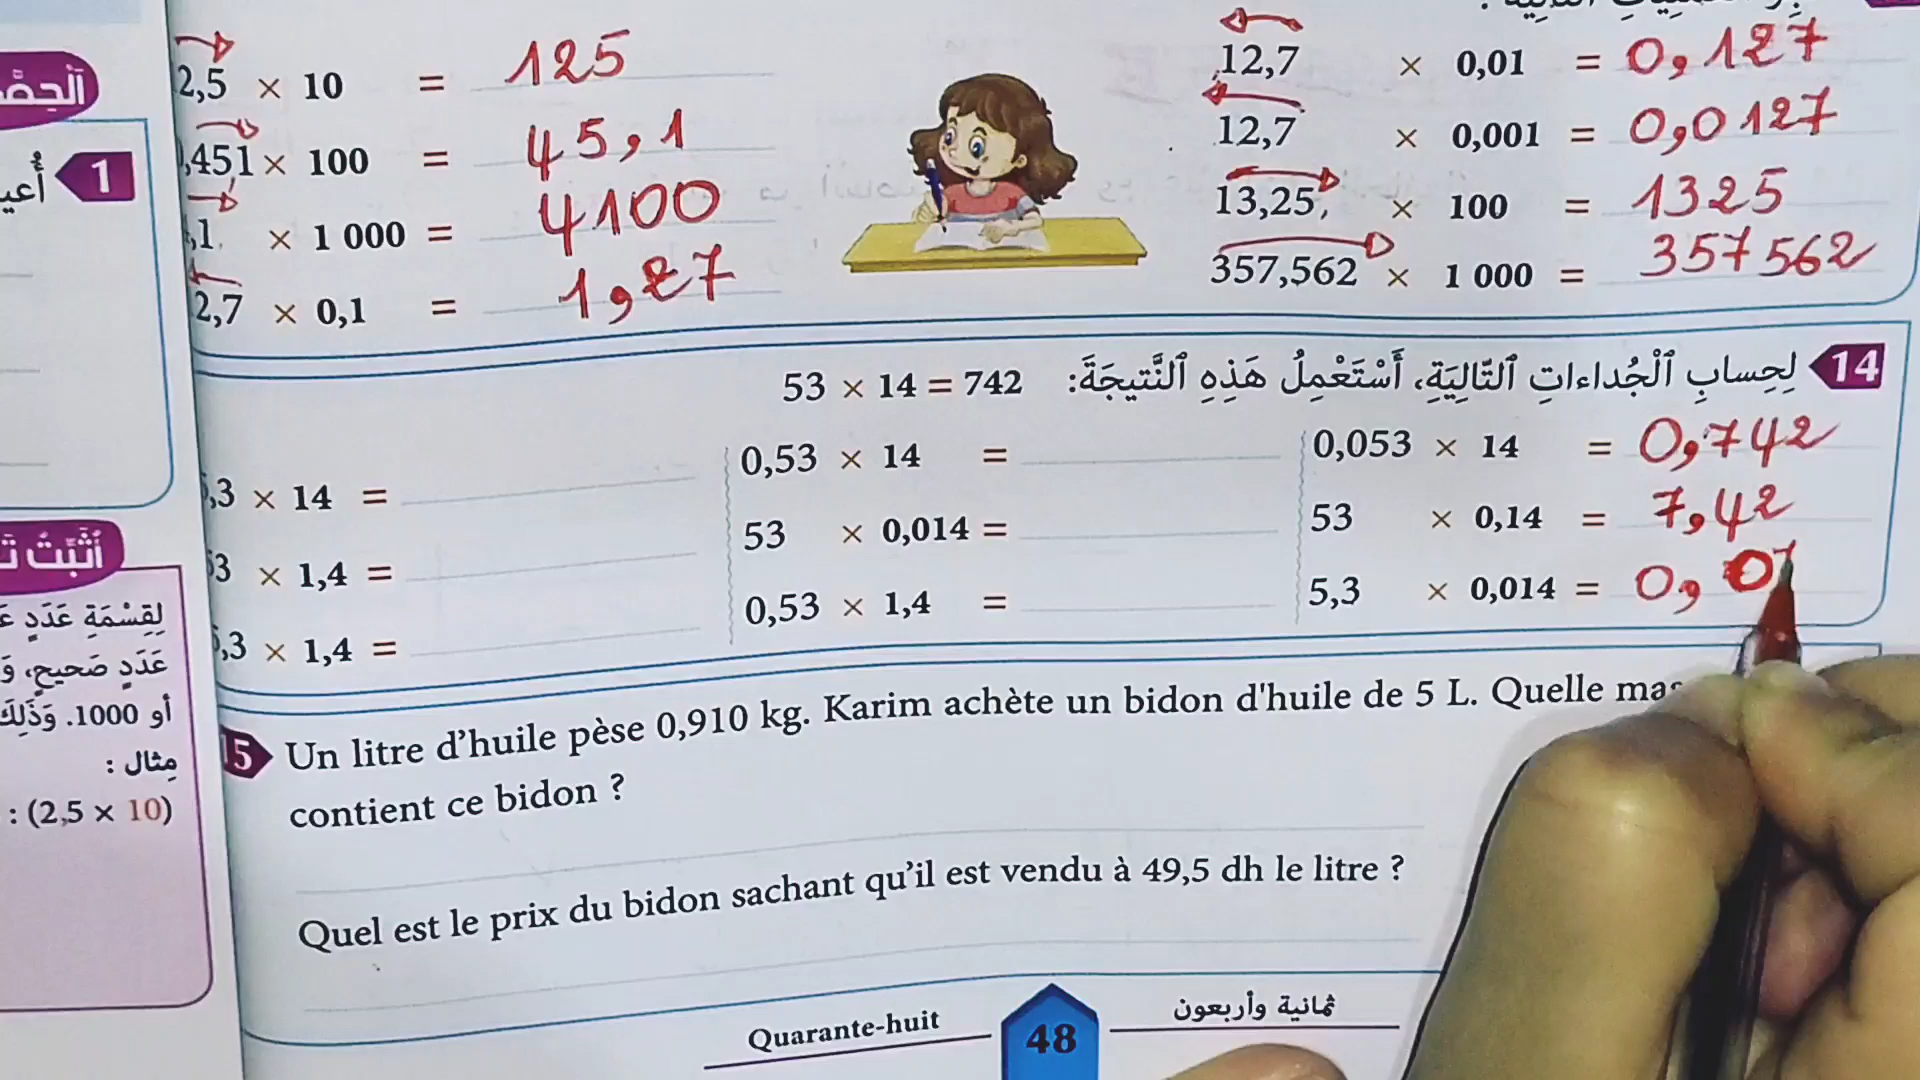 2,5 × 10 = 125
,451 × 100 = 45,1
,1 × 1 000 = 4100
2,7 × 0,1 = 1,27
12,7 × 0,01 = 0,127
12,7 × 0,001 = 0,0127
13,25 × 100 = 1325
357,562 × 1 000 = 357562
14 لِحِسابِ ٱلْجُداءاتِ ٱلتّالِيَةِ، أَسْتَعْمِلُ هَذِهِ ٱلنَّتيجَةَ: 53 × 14 = 742
,3 × 14 =
3 × 1,4 =
,3 × 1,4 =
0,53 × 14 =
53 × 0,014 =
0,53 × 1,4 =
0,053 × 14 = 0,742
53 × 0,14 = 7,42
5,3 × 0,014 = 0,07
15 Un litre d'huile pèse 0,910 kg. Karim achète un bidon d'huile de 5 L. Quelle mas
contient ce bidon ?
Quel est le prix du bidon sachant qu'il est vendu à 49,5 dh le litre ?
Quarante-huit 48 ثمانية وأربعون
1 أُعي
أُثَبِّتُ تَ
لِقِسْمَةِ عَدَدٍ عَ
عَدَدٍ صَحيحٍ، وَ
أو 1000. وَذَلِكَ
مِثال :
: (2,5 × 10)